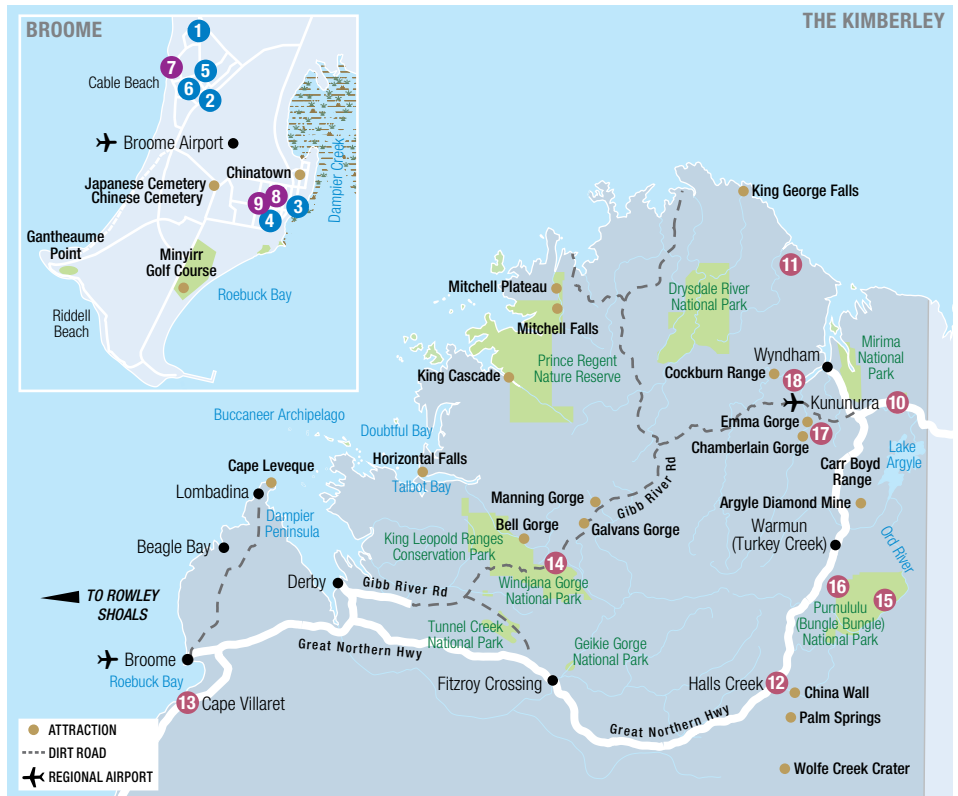 BROOME
1
7
Cable Beach
5
6
2
Broome Airport
Chinatown
Dampier Creek
Japanese Cemetery
Chinese Cemetery
8
9
3
4
Gantheaume
Point
Minyirr
Golf Course
Roebuck Bay
Riddell
Beach
THE KIMBERLEY
King George Falls
11
Mitchell Plateau
Drysdale River
National Park
Mitchell Falls
Prince Regent
Nature Reserve
Wyndham
Mirima
National
Park
King Cascade
Cockburn Range
18
Kununurra
10
Buccaneer Archipelago
Doubtful Bay
Emma Gorge
17
Chamberlain Gorge
Lake
Argyle
Horizontal Falls
Talbot Bay
Cape Leveque
Lombadina
Dampier
Peninsula
Carr Boyd
Range
Gibb River Rd
Manning Gorge
Argyle Diamond Mine
Bell Gorge
Galvans Gorge
Warmun
(Turkey Creek)
Ord River
King Leopold Ranges
Conservation Park
Beagle Bay
14
Windjana Gorge
National Park
Derby
Gibb River Rd
16
15
Purnululu
(Bungle Bungle)
National Park
TO ROWLEY
SHOALS
Tunnel Creek
National Park
Great Northern Hwy
Geikie Gorge
National Park
Broome
Roebuck Bay
Fitzroy Crossing
Halls Creek
12
China Wall
13
Cape Villaret
Great Northern Hwy
Palm Springs
Wolfe Creek Crater
ATTRACTION
DIRT ROAD
REGIONAL AIRPORT